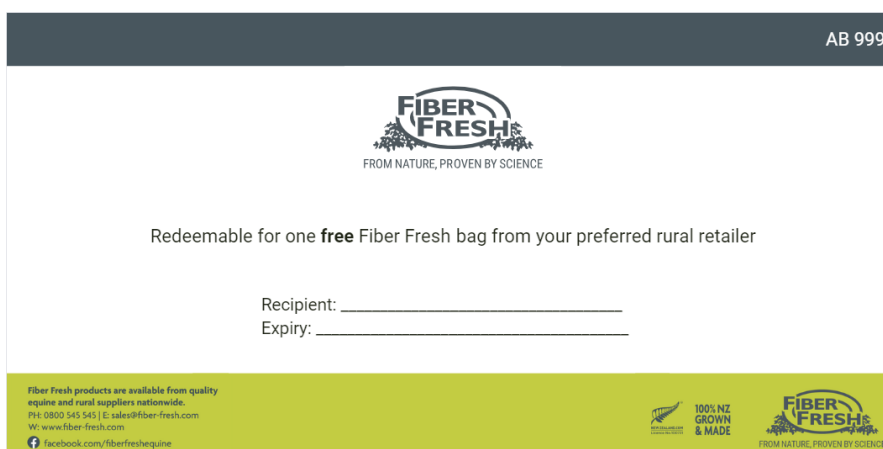 AB 999
FIBER
FRESH
FROM NATURE, PROVEN BY SCIENCE
Redeemable for one free Fiber Fresh bag from your preferred rural retailer
Recipient: ________________________________
Expiry: ____________________________________
Fiber Fresh products are available from quality
equine and rural suppliers nationwide.
PH: 0800 545 545 | E: sales@fiber-fresh.com
W: www.fiber-fresh.com
facebook.com/fiberfreshequine
100% NZ
GROWN
& MADE
FIBER
FRESH
FROM NATURE, PROVEN BY SCIENCE